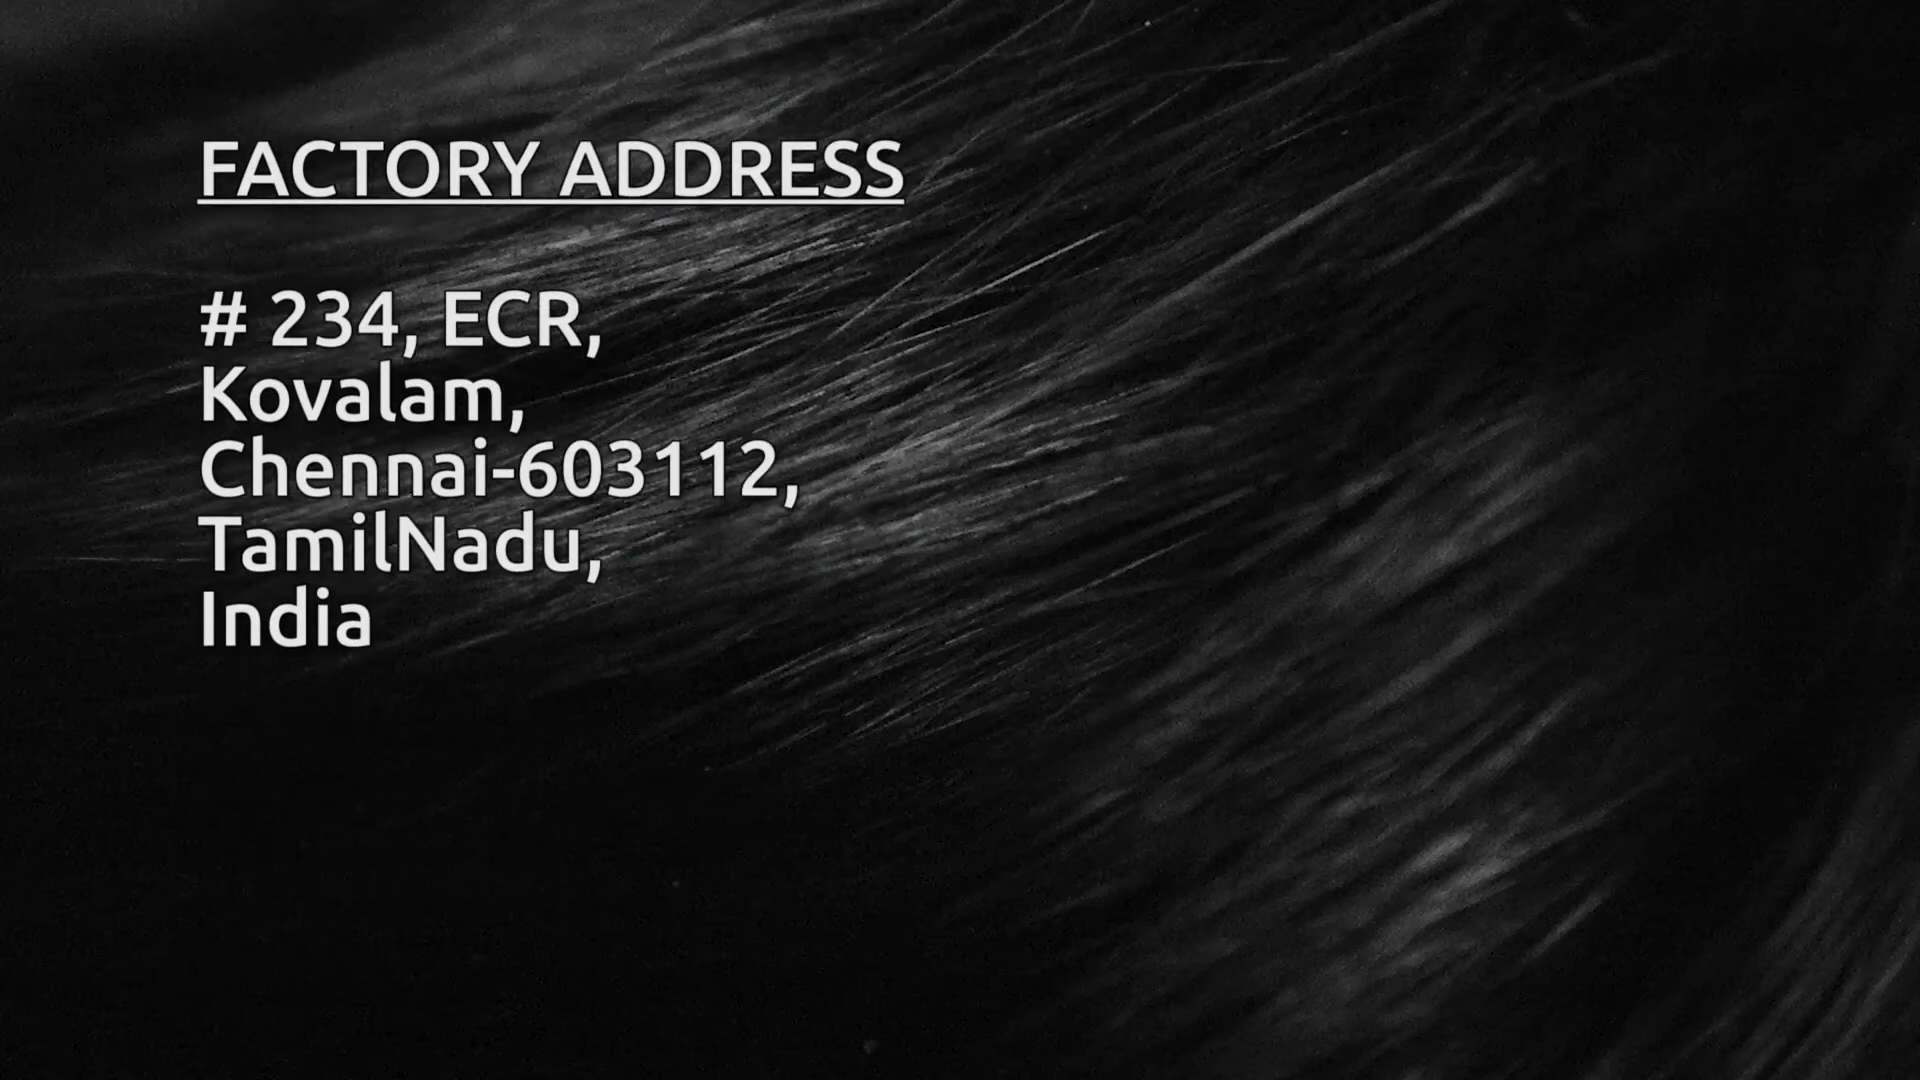 FACTORY ADDRESS
# 234, ECR,
Kovalam,
Chennai-603112,
TamilNadu,
India